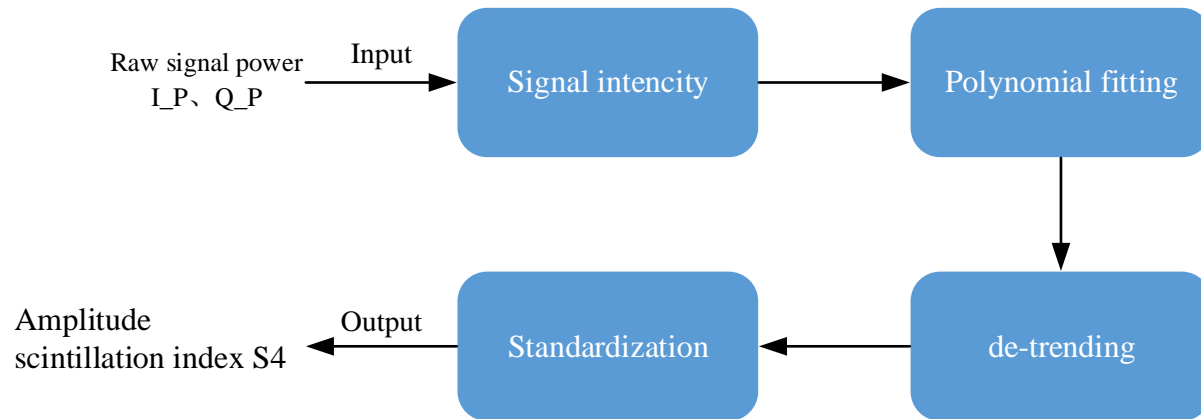 Raw signal power
I_P、Q_P
Input
Signal intencity
Polynomial fitting
de-trending
Standardization
Output
Amplitude
scintillation index S4